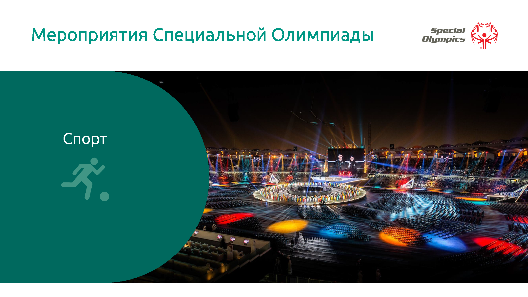 Мероприятия Специальной Олимпиады
Special
Olympics
Спорт